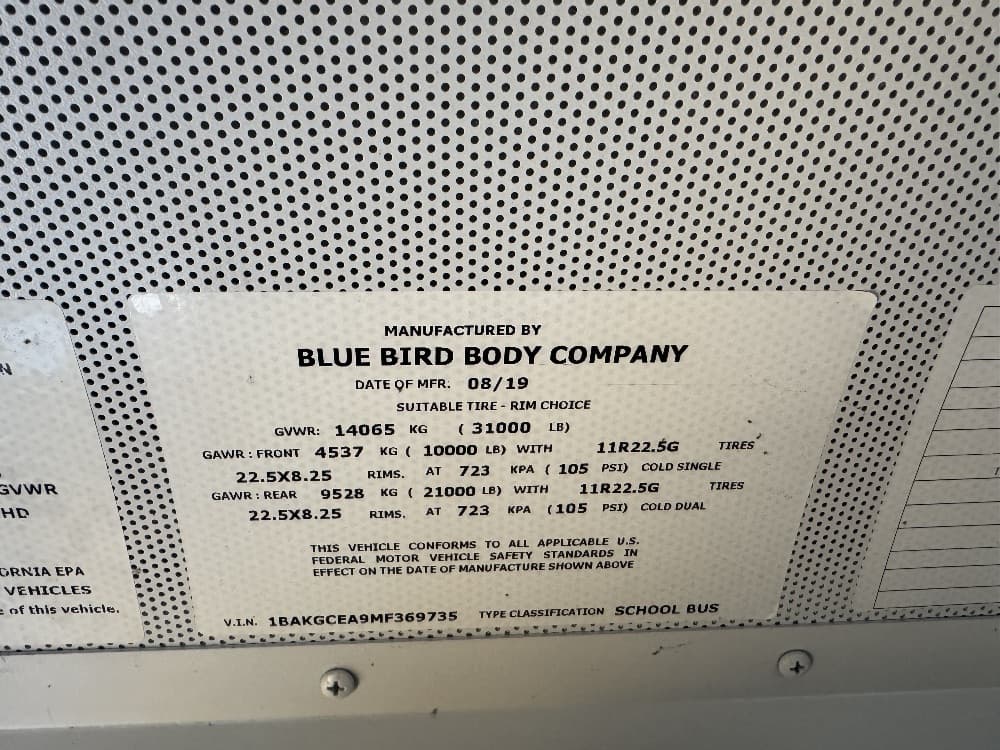 MANUFACTURED BY
BLUE BIRD BODY COMPANY
DATE OF MFR. 08/19
SUITABLE TIRE - RIM CHOICE
GVWR: 14065 KG ( 31000 LB)
GAWR : FRONT 4537 KG ( 10000 LB) WITH 11R22.5G TIRES
22.5X8.25 RIMS. AT 723 KPA ( 105 PSI) COLD SINGLE
GAWR : REAR 9528 KG ( 21000 LB) WITH 11R22.5G TIRES
22.5X8.25 RIMS. AT 723 KPA ( 105 PSI) COLD DUAL
THIS VEHICLE CONFORMS TO ALL APPLICABLE U.S.
FEDERAL MOTOR VEHICLE SAFETY STANDARDS IN
EFFECT ON THE DATE OF MANUFACTURE SHOWN ABOVE
V.I.N. 1BAKGCEA9MF369735 TYPE CLASSIFICATION SCHOOL BUS
GVWR
HD
EPA
VEHICLES
of this vehicle.